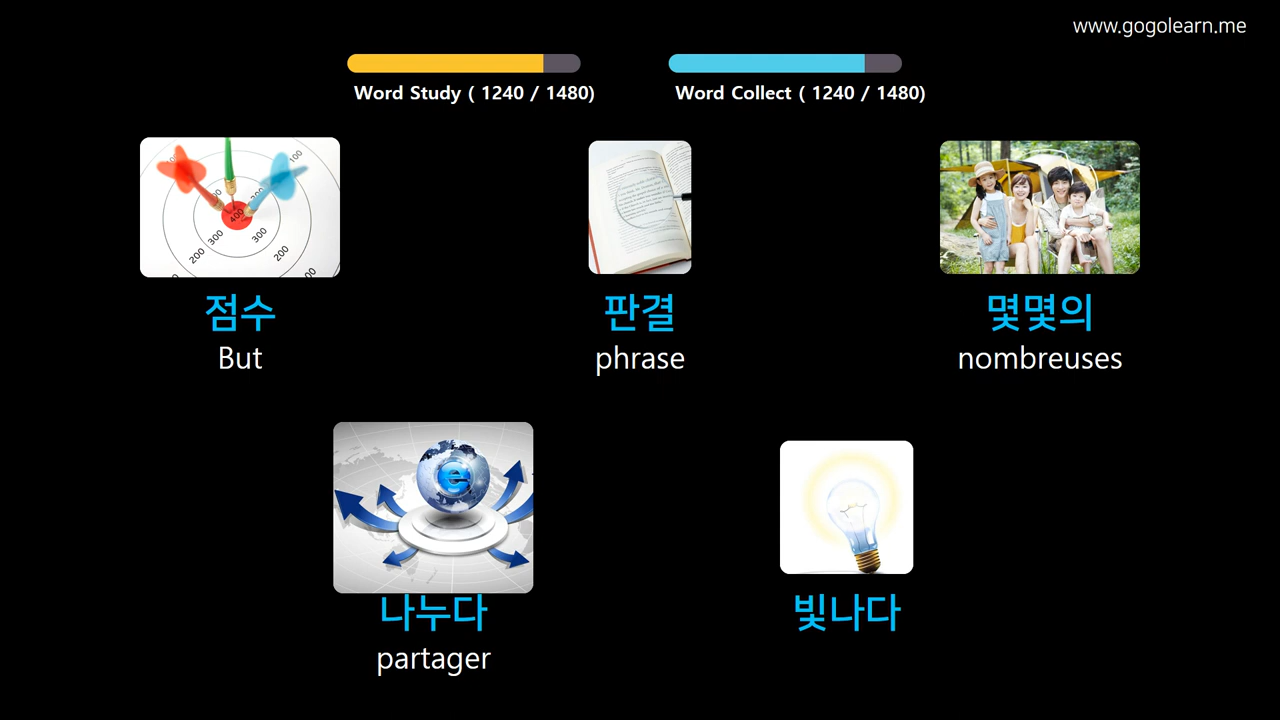 www.gogolearn.me
Word Study ( 1240 / 1480)
Word Collect ( 1240 / 1480)
점수
But
판결
phrase
몇몇의
nombreuses
나누다
partager
빛나다